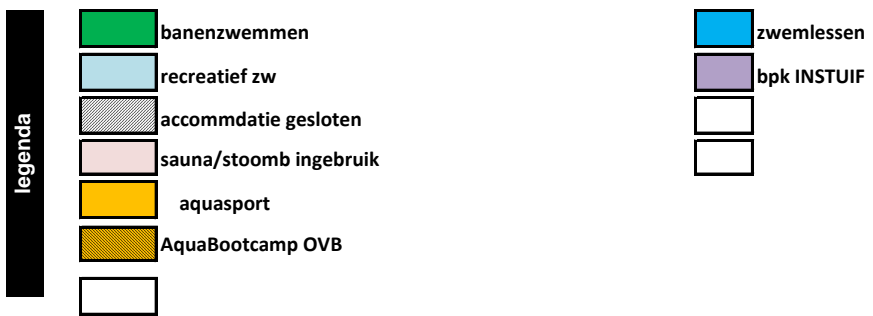 legenda
banenzwemmen
zwemlessen
recreatief zw
bpk INSTUIF
accommdatie gesloten
sauna/stoomb ingebruik
aquasport
AquaBootcamp OVB